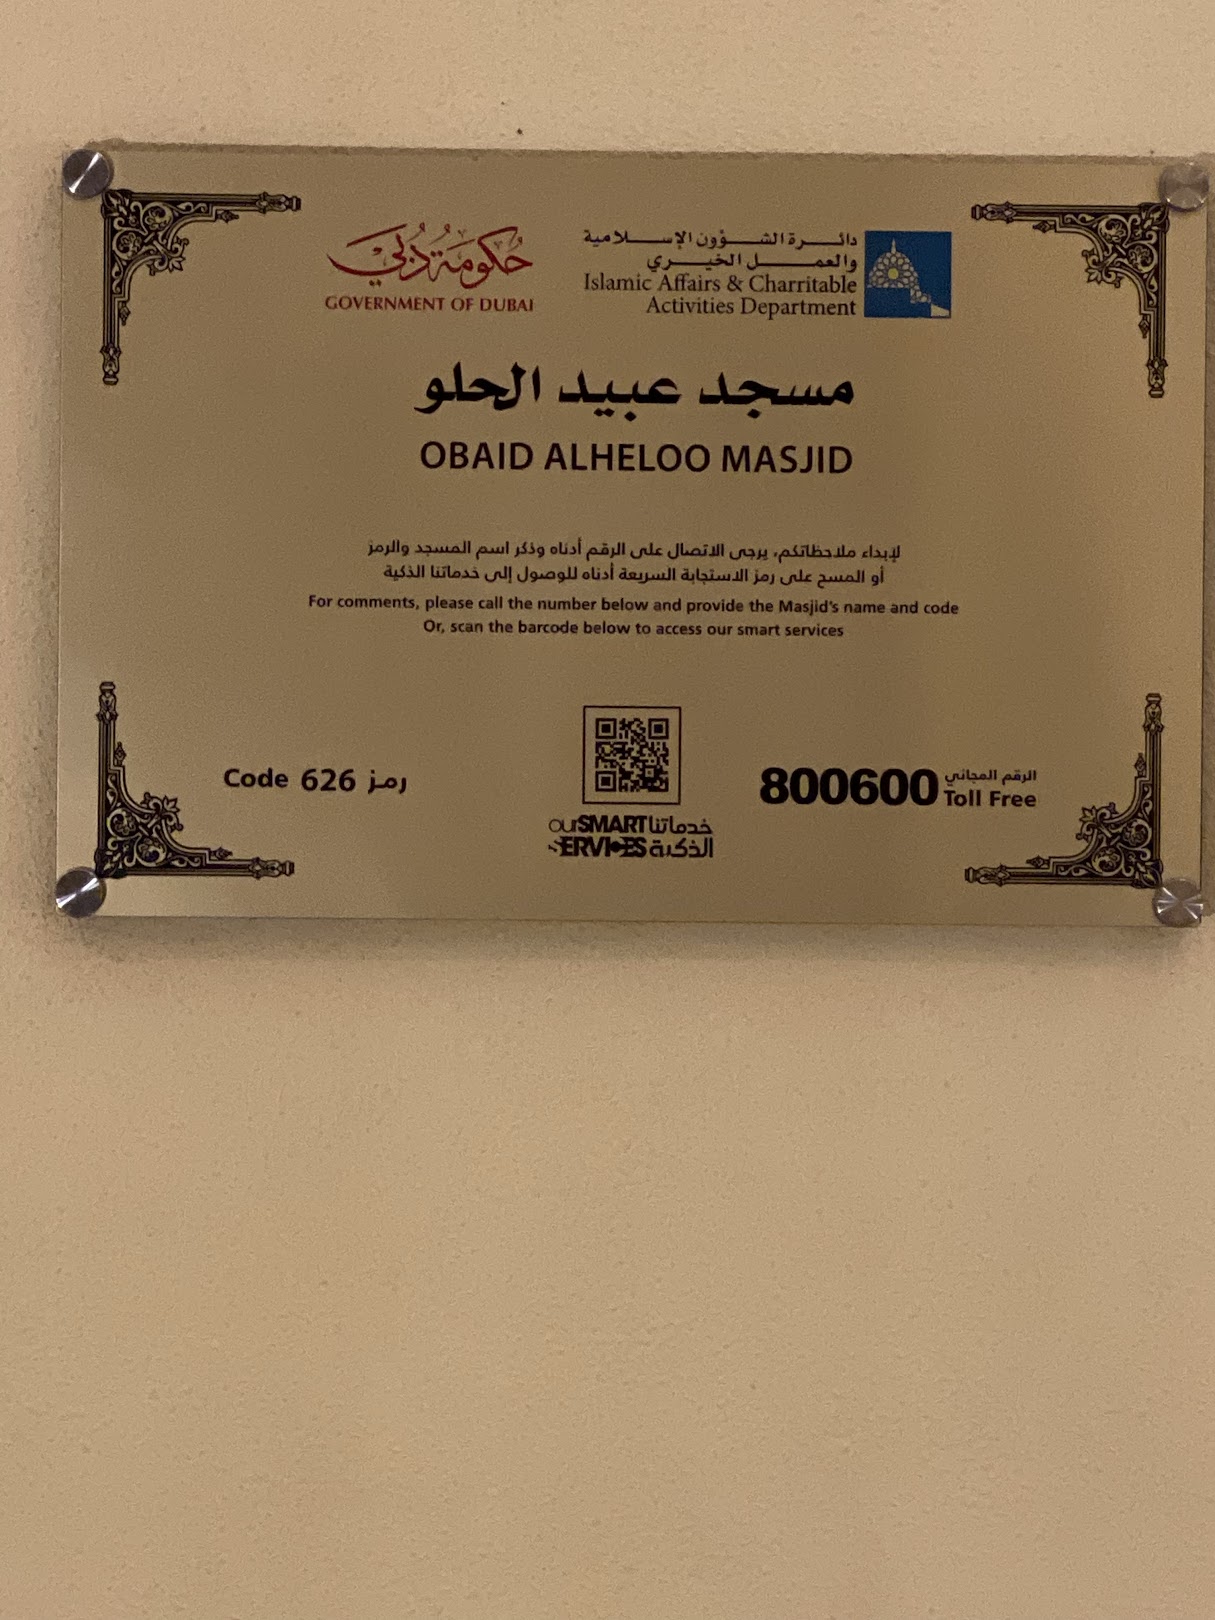 حكومة دبي
GOVERNMENT OF DUBAI
دائرة الشؤون الإسلامية
والعمل الخيري
Islamic Affairs & Charritable
Activities Department
مسجد عبيد الحلو
OBAID ALHELOO MASJID
لإبداء ملاحظاتكم، يرجى الاتصال على الرقم أدناه وذكر اسم المسجد والرمز
أو المسح على رمز الاستجابة السريعة أدناه للوصول إلى خدماتنا الذكية
For comments, please call the number below and provide the Masjid's name and code
Or, scan the barcode below to access our smart services
Code 626 رمز
ourSMART خدماتنا
SERVICES الذكية
800600
الرقم المجاني
Toll Free